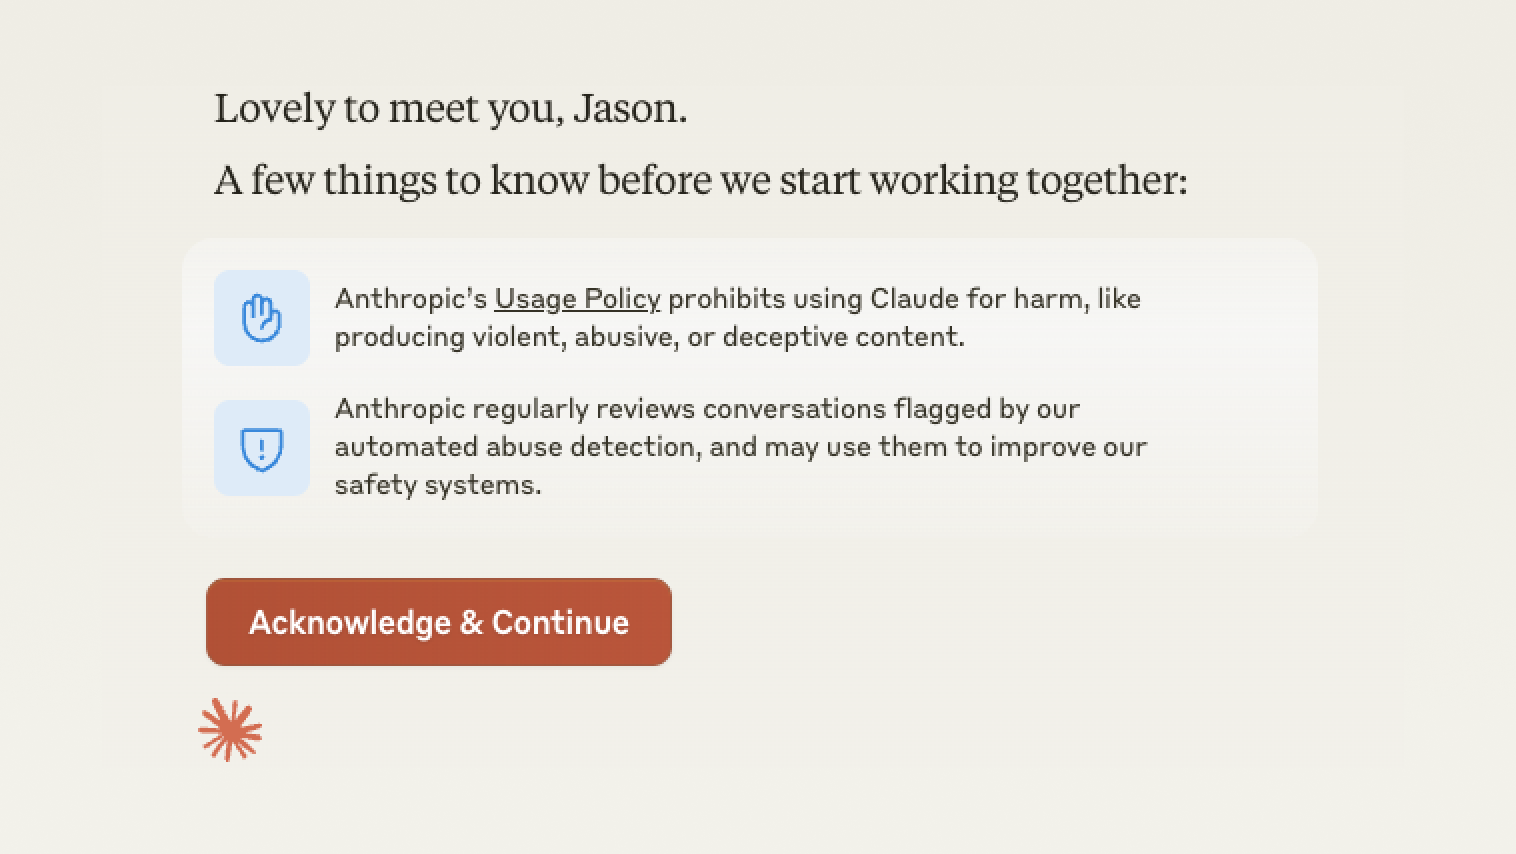 Lovely to meet you, Jason.
A few things to know before we start working together:
Anthropic’s Usage Policy prohibits using Claude for harm, like
producing violent, abusive, or deceptive content.
Anthropic regularly reviews conversations flagged by our
automated abuse detection, and may use them to improve our
safety systems.
Acknowledge & Continue